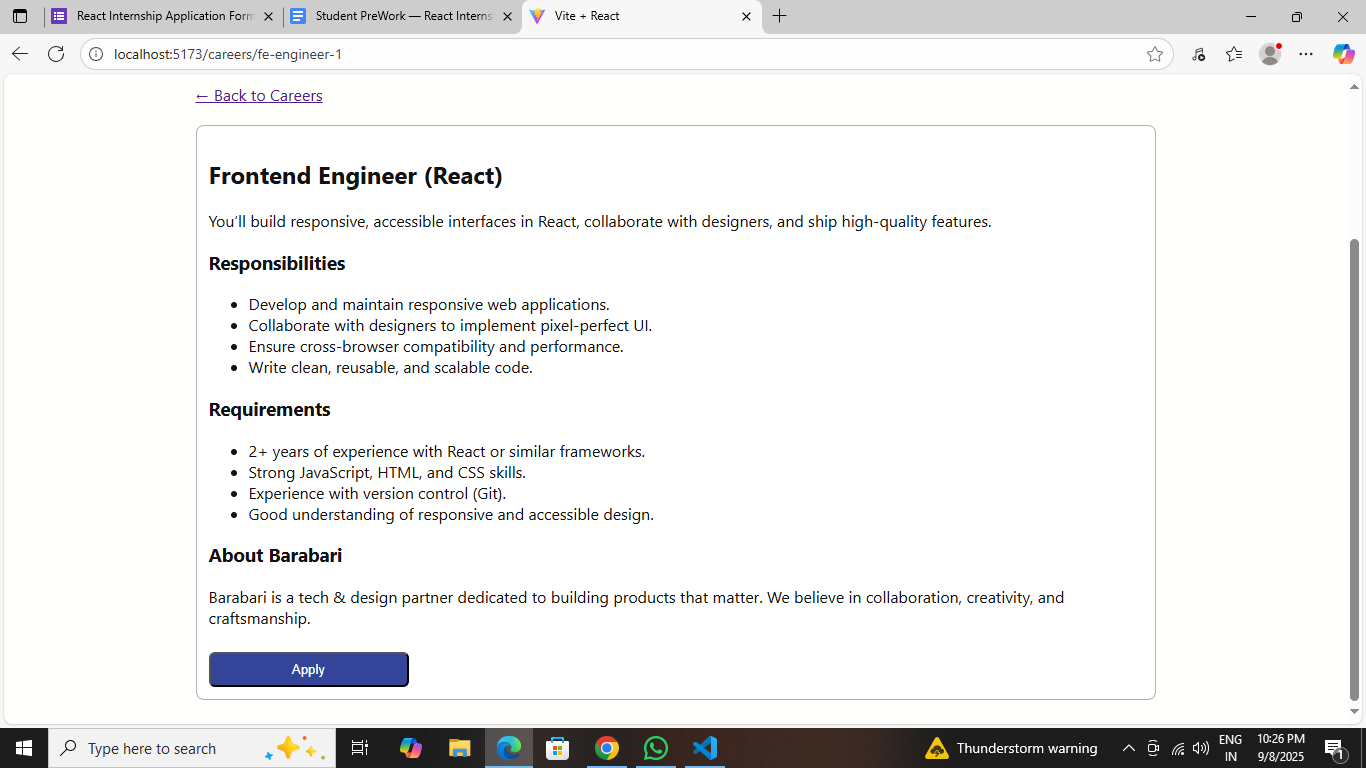 React Internship Application Form
Student PreWork — React Interns
Vite + React
localhost:5173/careers/fe-engineer-1
← Back to Careers
Frontend Engineer (React)
You’ll build responsive, accessible interfaces in React, collaborate with designers, and ship high-quality features.
Responsibilities
• Develop and maintain responsive web applications.
• Collaborate with designers to implement pixel-perfect UI.
• Ensure cross-browser compatibility and performance.
• Write clean, reusable, and scalable code.
Requirements
• 2+ years of experience with React or similar frameworks.
• Strong JavaScript, HTML, and CSS skills.
• Experience with version control (Git).
• Good understanding of responsive and accessible design.
About Barabari
Barabari is a tech & design partner dedicated to building products that matter. We believe in collaboration, creativity, and
craftsmanship.
Apply
Type here to search
Thunderstorm warning
ENG
IN
10:26 PM
9/8/2025
1